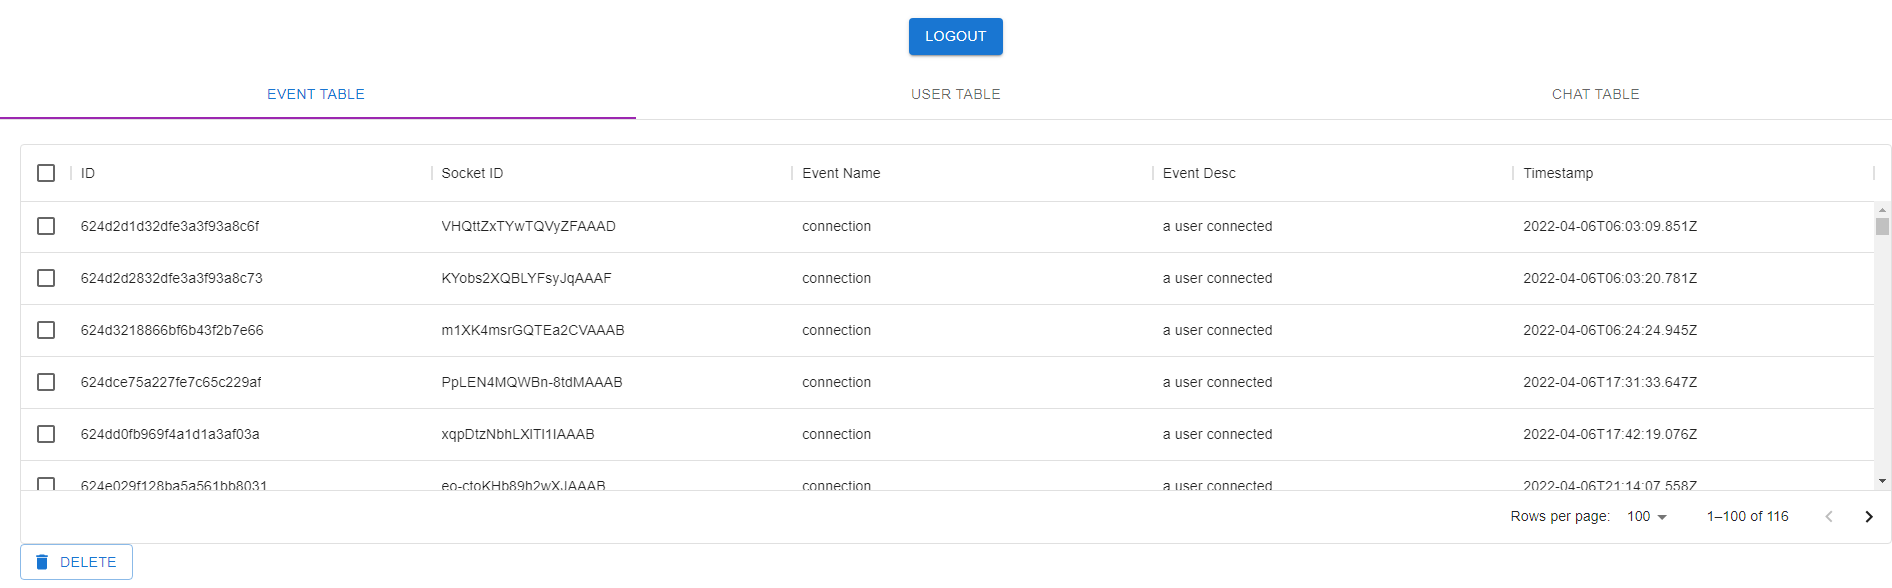 LOGOUT
EVENT TABLE USER TABLE CHAT TABLE
ID Socket ID Event Name Event Desc Timestamp
624d2d1d32dfe3a3f93a8c6f VHQttZxTYwTQVyZFAAAD connection a user connected 2022-04-06T06:03:09.851Z
624d2d2832dfe3a3f93a8c73 KYobs2XQBLYFsyJqAAAF connection a user connected 2022-04-06T06:03:20.781Z
624d3218866bf6b43f2b7e66 m1XK4msrGQTEa2CVAAAB connection a user connected 2022-04-06T06:24:24.945Z
624dce75a227fe7c65c229af PpLEN4MQWBn-8tdMAAAB connection a user connected 2022-04-06T17:31:33.647Z
624dd0fb969f4a1d1a3af03a connection a user connected 2022-04-06T17:42:19.076Z
624e029f128ba5a561bb8031 eo-ctoKHb89h2wXJAAAB connection a user connected 2022-04-06T21:14:07.558Z
Rows per page: 100 1–100 of 116
DELETE